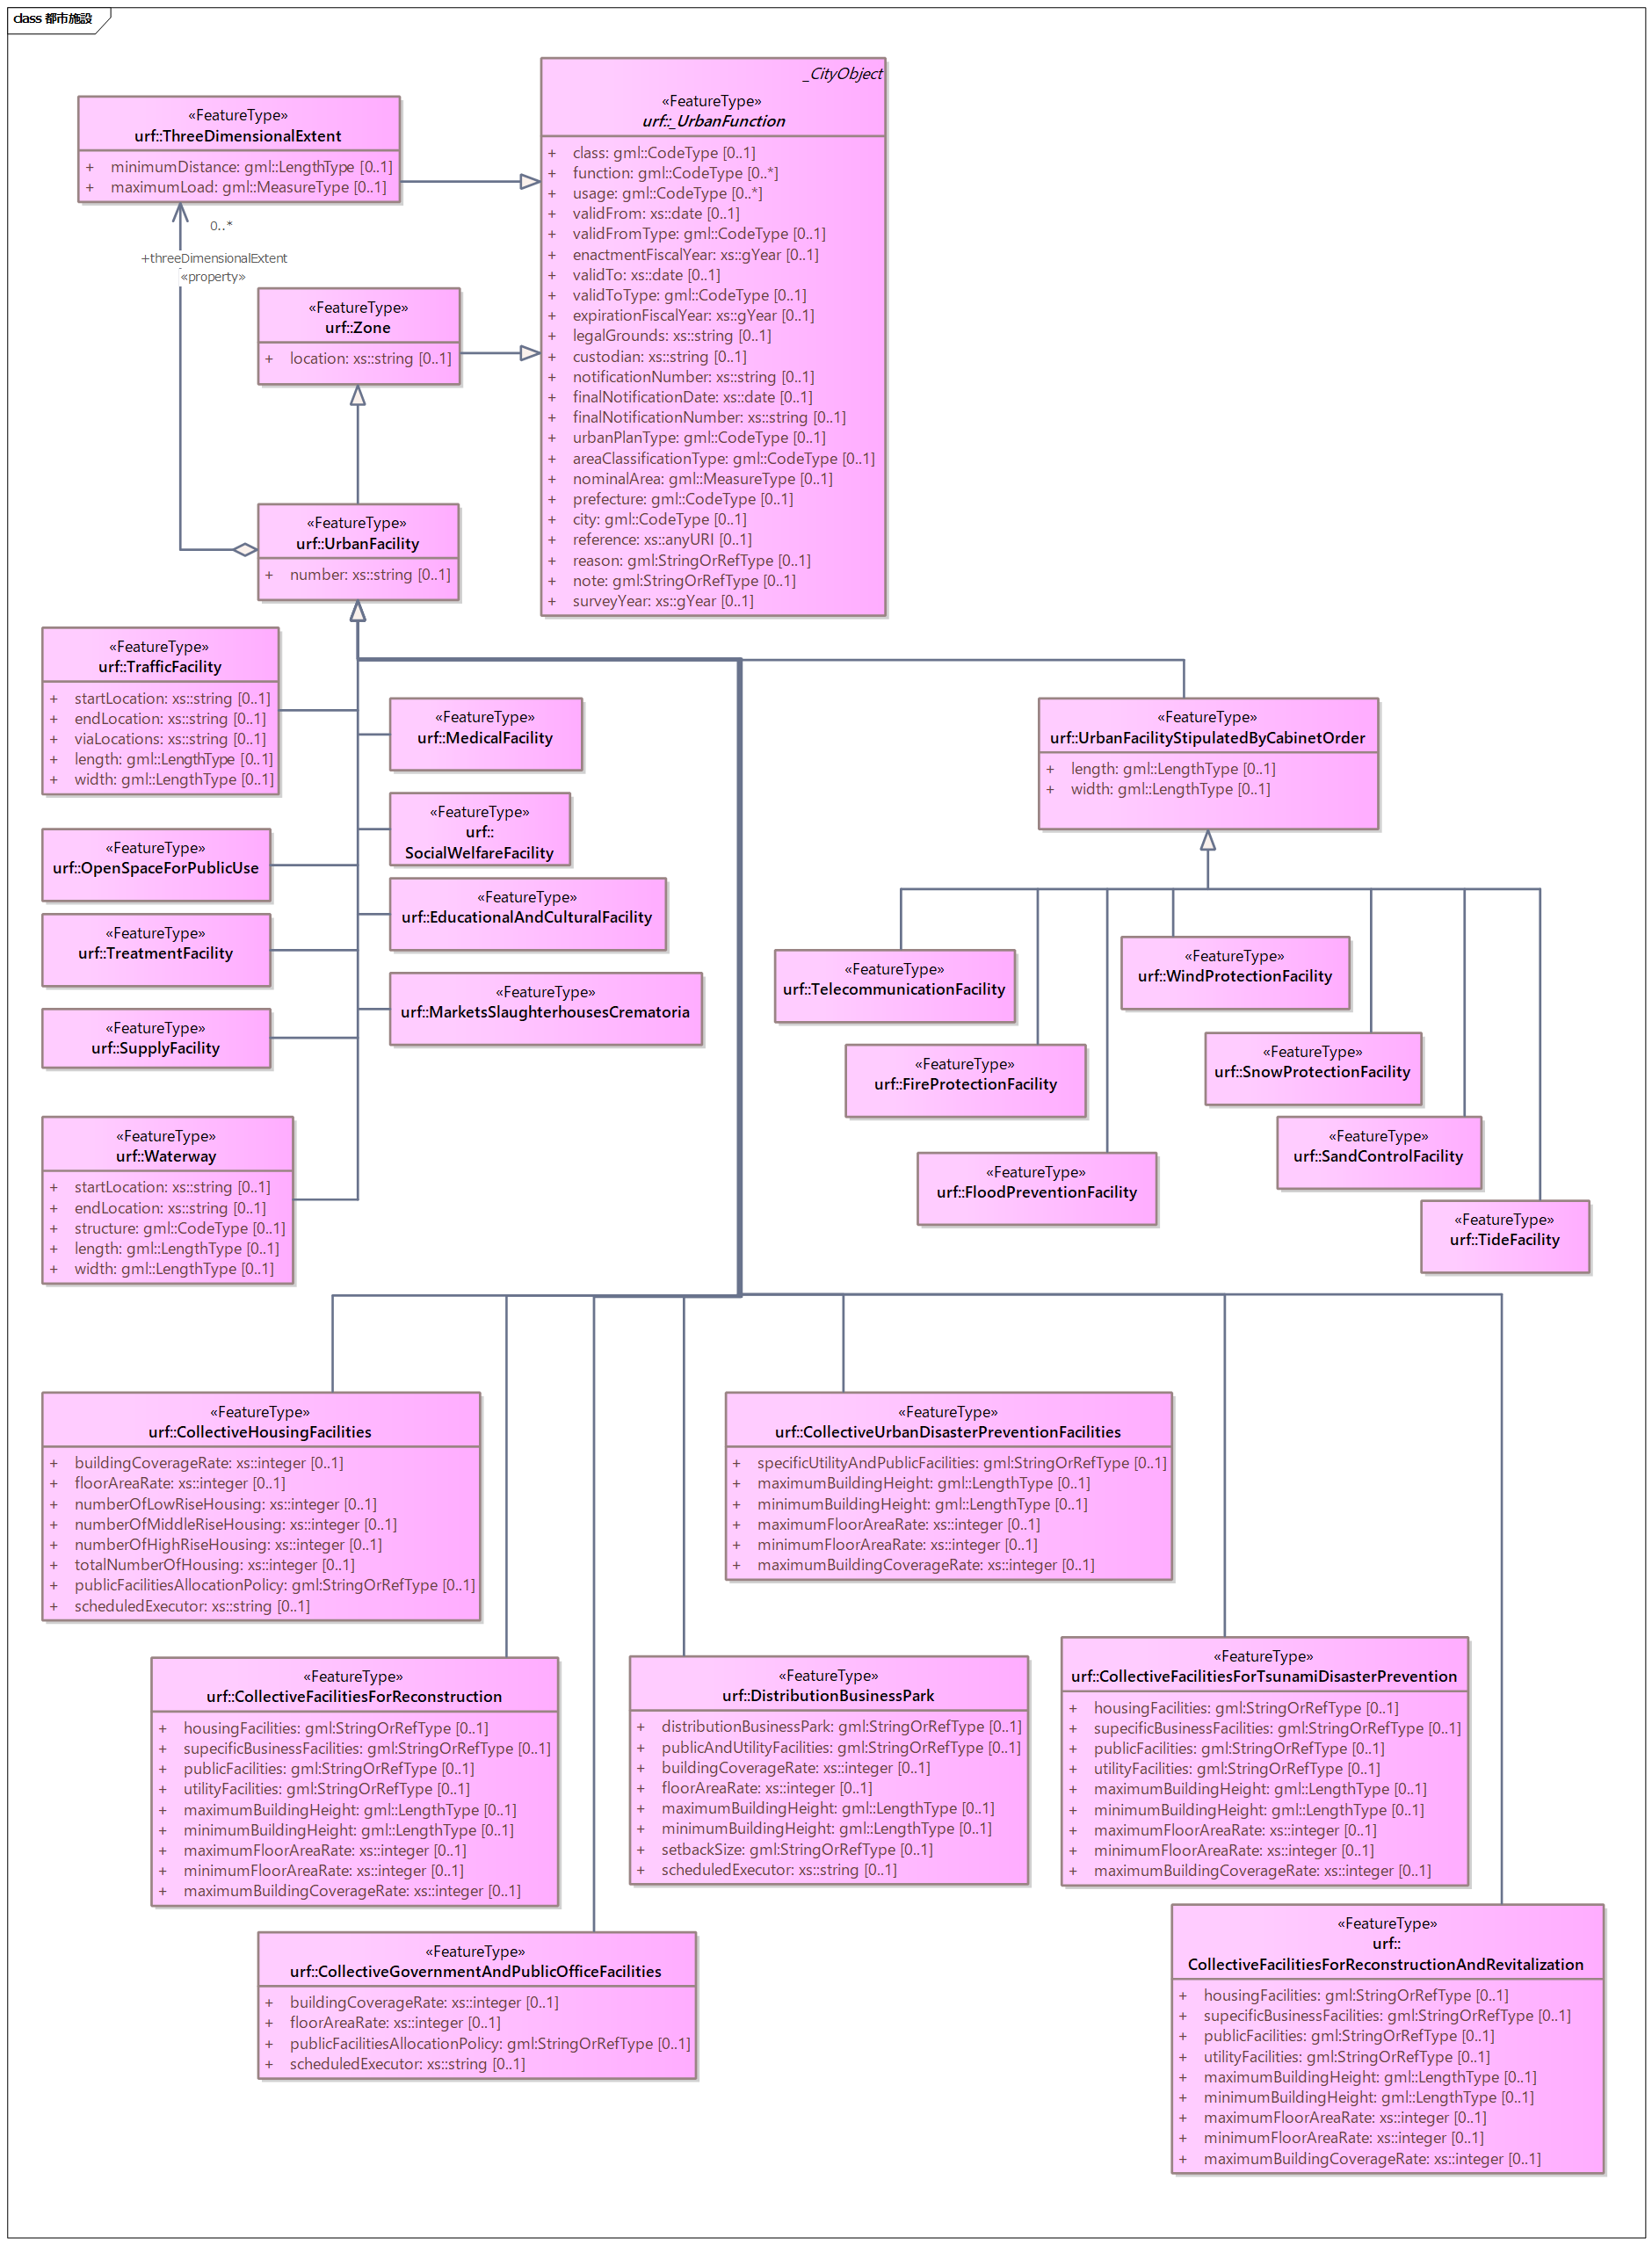 class 都市施設
_CityObject
«FeatureType»
urf::_UrbanFunction
+ class: gml::CodeType [0..1]
+ function: gml::CodeType [0..*]
+ usage: gml::CodeType [0..*]
+ validFrom: xs::date [0..1]
+ validFromType: gml::CodeType [0..1]
+ enactmentFiscalYear: xs::gYear [0..1]
+ validTo: xs::date [0..1]
+ validToType: gml::CodeType [0..1]
+ expirationFiscalYear: xs::gYear [0..1]
+ legalGrounds: xs::string [0..1]
+ custodian: xs::string [0..1]
+ notificationNumber: xs::string [0..1]
+ finalNotificationDate: xs::date [0..1]
+ finalNotificationNumber: xs::string [0..1]
+ urbanPlanType: gml::CodeType [0..1]
+ areaClassificationType: gml::CodeType [0..1]
+ nominalArea: gml::MeasureType [0..1]
+ prefecture: gml::CodeType [0..1]
+ city: gml::CodeType [0..1]
+ reference: xs::anyURI [0..1]
+ reason: gml:StringOrRefType [0..1]
+ note: gml:StringOrRefType [0..1]
+ surveyYear: xs::gYear [0..1]
«FeatureType»
urf::ThreeDimensionalExtent
+ minimumDistance: gml::LengthType [0..1]
+ maximumLoad: gml::MeasureType [0..1]
0..*
+threeDimensionalExtent
«property»
«FeatureType»
urf::Zone
+ location: xs::string [0..1]
«FeatureType»
urf::UrbanFacility
+ number: xs::string [0..1]
«FeatureType»
urf::TrafficFacility
+ startLocation: xs::string [0..1]
+ endLocation: xs::string [0..1]
+ viaLocations: xs::string [0..1]
+ length: gml::LengthType [0..1]
+ width: gml::LengthType [0..1]
«FeatureType»
urf::MedicalFacility
«FeatureType»
urf::
SocialWelfareFacility
«FeatureType»
urf::OpenSpaceForPublicUse
«FeatureType»
urf::EducationalAndCulturalFacility
«FeatureType»
urf::TreatmentFacility
«FeatureType»
urf::MarketsSlaughterhousesCrematoria
«FeatureType»
urf::SupplyFacility
«FeatureType»
urf::Waterway
+ startLocation: xs::string [0..1]
+ endLocation: xs::string [0..1]
+ structure: gml::CodeType [0..1]
+ length: gml::LengthType [0..1]
+ width: gml::LengthType [0..1]
«FeatureType»
urf::UrbanFacilityStipulatedByCabinetOrder
+ length: gml::LengthType [0..1]
+ width: gml::LengthType [0..1]
«FeatureType»
urf::TelecommunicationFacility
«FeatureType»
urf::WindProtectionFacility
«FeatureType»
urf::FireProtectionFacility
«FeatureType»
urf::SnowProtectionFacility
«FeatureType»
urf::FloodPreventionFacility
«FeatureType»
urf::SandControlFacility
«FeatureType»
urf::TideFacility
«FeatureType»
urf::CollectiveHousingFacilities
+ buildingCoverageRate: xs::integer [0..1]
+ floorAreaRate: xs::integer [0..1]
+ numberOfLowRiseHousing: xs::integer [0..1]
+ numberOfMiddleRiseHousing: xs::integer [0..1]
+ numberOfHighRiseHousing: xs::integer [0..1]
+ totalNumberOfHousing: xs::integer [0..1]
+ publicFacilitiesAllocationPolicy: gml:StringOrRefType [0..1]
+ scheduledExecutor: xs::string [0..1]
«FeatureType»
urf::CollectiveUrbanDisasterPreventionFacilities
+ specificUtilityAndPublicFacilities: gml:StringOrRefType [0..1]
+ maximumBuildingHeight: gml::LengthType [0..1]
+ minimumBuildingHeight: gml::LengthType [0..1]
+ maximumFloorAreaRate: xs::integer [0..1]
+ minimumFloorAreaRate: xs::integer [0..1]
+ maximumBuildingCoverageRate: xs::integer [0..1]
«FeatureType»
urf::CollectiveFacilitiesForReconstruction
+ housingFacilities: gml:StringOrRefType [0..1]
+ supecificBusinessFacilities: gml:StringOrRefType [0..1]
+ publicFacilities: gml:StringOrRefType [0..1]
+ utilityFacilities: gml:StringOrRefType [0..1]
+ maximumBuildingHeight: gml::LengthType [0..1]
+ minimumBuildingHeight: gml::LengthType [0..1]
+ maximumFloorAreaRate: xs::integer [0..1]
+ minimumFloorAreaRate: xs::integer [0..1]
+ maximumBuildingCoverageRate: xs::integer [0..1]
«FeatureType»
urf::DistributionBusinessPark
+ distributionBusinessPark: gml:StringOrRefType [0..1]
+ publicAndUtilityFacilities: gml:StringOrRefType [0..1]
+ buildingCoverageRate: xs::integer [0..1]
+ floorAreaRate: xs::integer [0..1]
+ maximumBuildingHeight: gml::LengthType [0..1]
+ minimumBuildingHeight: gml::LengthType [0..1]
+ setbackSize: gml:StringOrRefType [0..1]
+ scheduledExecutor: xs::string [0..1]
«FeatureType»
urf::CollectiveFacilitiesForTsunamiDisasterPrevention
+ housingFacilities: gml:StringOrRefType [0..1]
+ supecificBusinessFacilities: gml:StringOrRefType [0..1]
+ publicFacilities: gml:StringOrRefType [0..1]
+ utilityFacilities: gml:StringOrRefType [0..1]
+ maximumBuildingHeight: gml::LengthType [0..1]
+ minimumBuildingHeight: gml::LengthType [0..1]
+ maximumFloorAreaRate: xs::integer [0..1]
+ minimumFloorAreaRate: xs::integer [0..1]
+ maximumBuildingCoverageRate: xs::integer [0..1]
«FeatureType»
urf::CollectiveGovernmentAndPublicOfficeFacilities
+ buildingCoverageRate: xs::integer [0..1]
+ floorAreaRate: xs::integer [0..1]
+ publicFacilitiesAllocationPolicy: gml:StringOrRefType [0..1]
+ scheduledExecutor: xs::string [0..1]
«FeatureType»
urf::
CollectiveFacilitiesForReconstructionAndRevitalization
+ housingFacilities: gml:StringOrRefType [0..1]
+ supecificBusinessFacilities: gml:StringOrRefType [0..1]
+ publicFacilities: gml:StringOrRefType [0..1]
+ utilityFacilities: gml:StringOrRefType [0..1]
+ maximumBuildingHeight: gml::LengthType [0..1]
+ minimumBuildingHeight: gml::LengthType [0..1]
+ maximumFloorAreaRate: xs::integer [0..1]
+ minimumFloorAreaRate: xs::integer [0..1]
+ maximumBuildingCoverageRate: xs::integer [0..1]